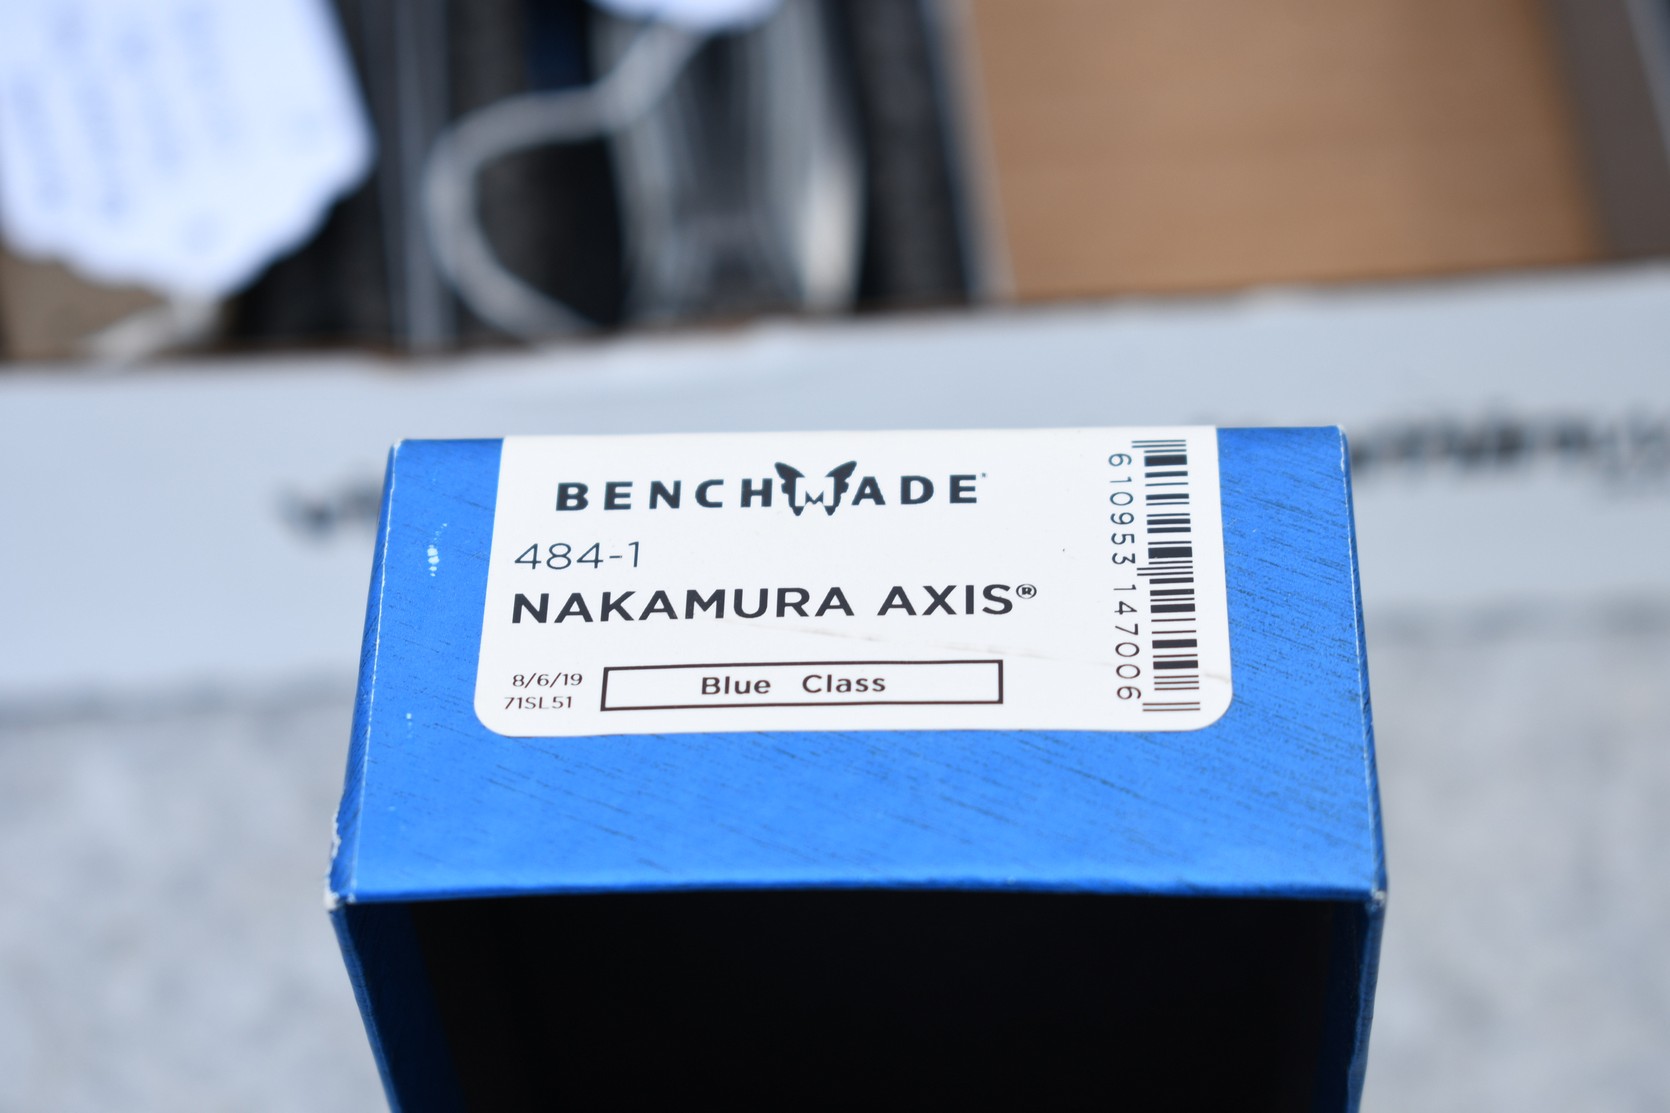 BENCHMADE
484-1
NAKAMURA AXIS®
8/6/19
71SL51
Blue Class
610953 147006